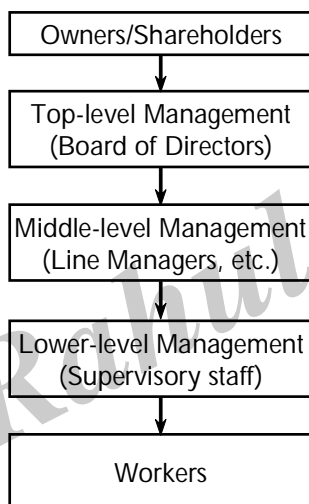 Owners/Shareholders
Top-level Management
(Board of Directors)
Middle-level Management
(Line Managers, etc.)
Lower-level Management
(Supervisory staff)
Workers
Rahul